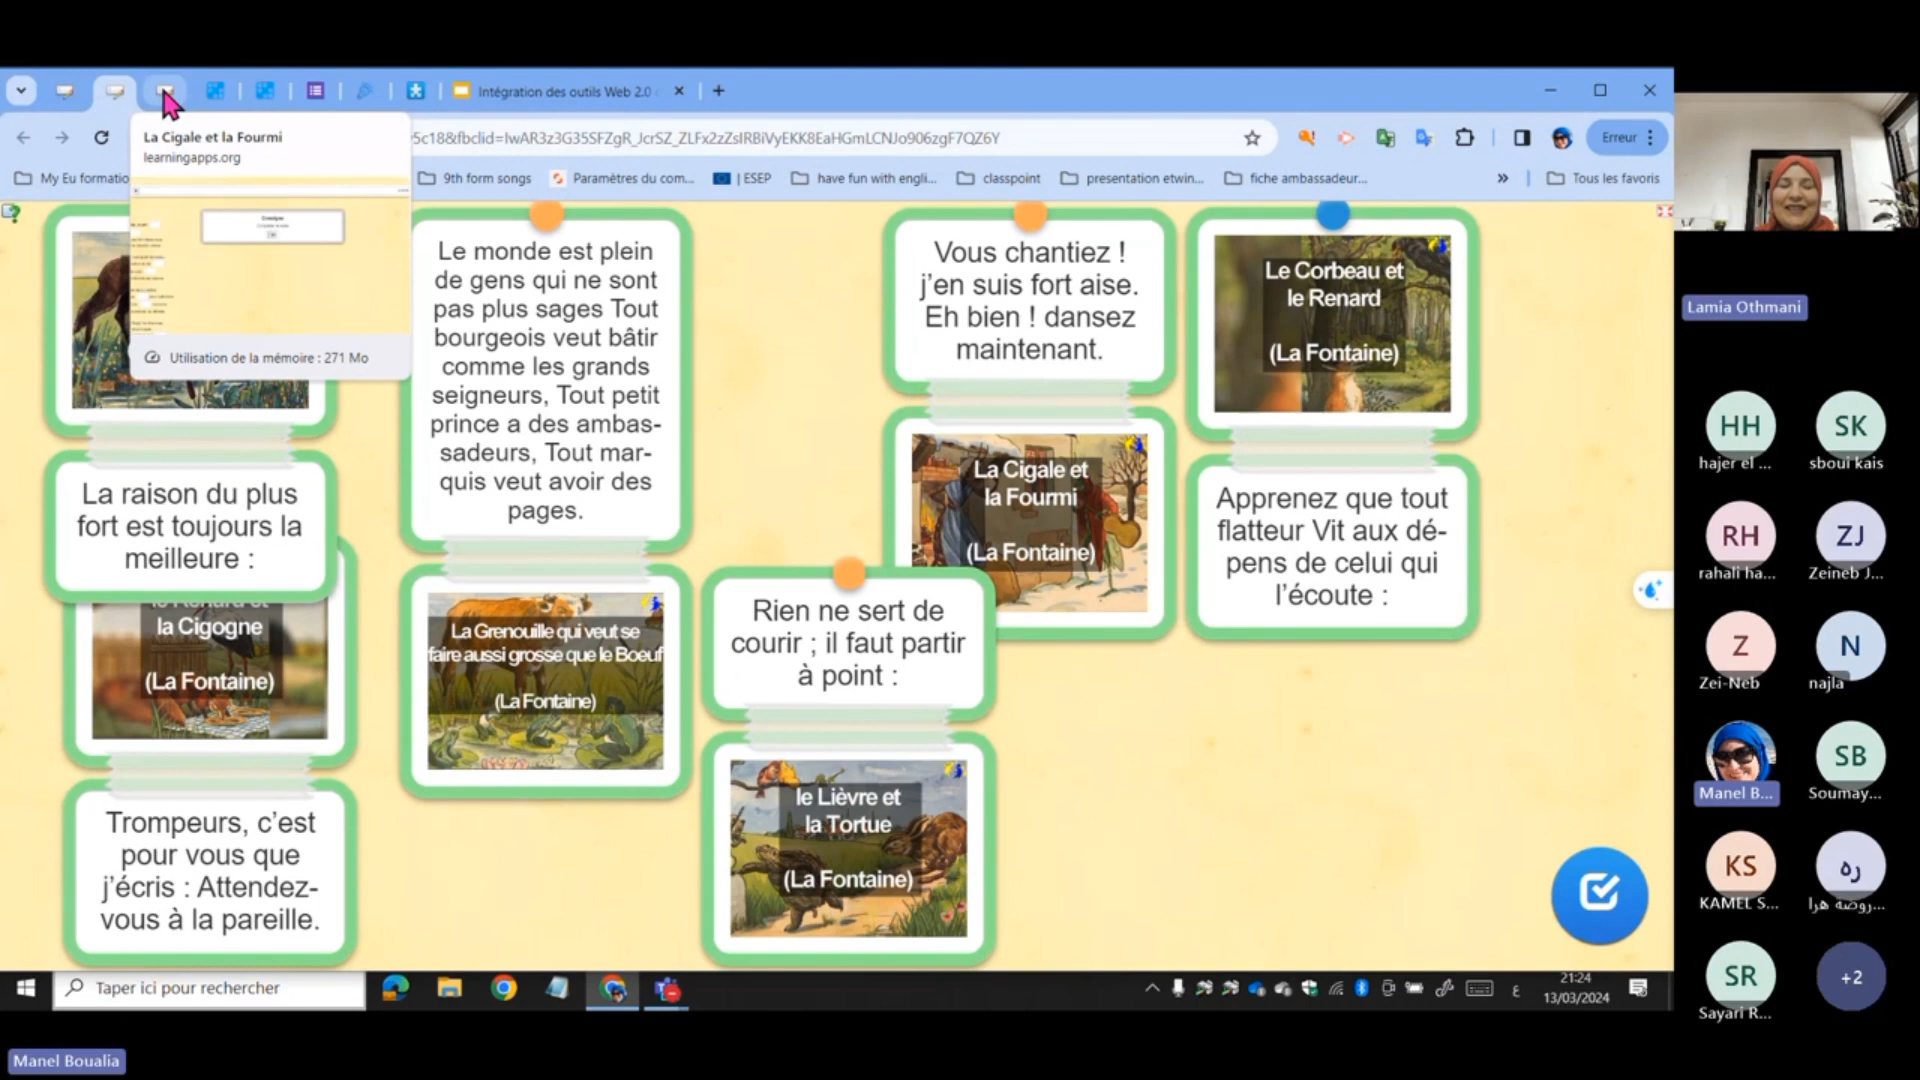 Intégration des outils Web 2.0
La Cigale et la Fourmi
learningapps.org
5c18&fbclid=IwAR3z3G35SFZgR_JcrSZ_ZLFx2zZsIRBiVyEKK8EaHGmLCNJo906zgF7QZ6Y
Erreur
My Eu formatio
9th form songs
Paramètres du com...
| ESEP
have fun with engli...
classpoint
presentation etwin...
fiche ambassadeur...
»
Tous les favoris
Utilisation de la mémoire : 271 Mo
La raison du plus
fort est toujours la
meilleure :
le Renard et
la Cigogne
(La Fontaine)
Trompeurs, c'est
pour vous que
j'écris : Attendez-
vous à la pareille.
Le monde est plein
de gens qui ne sont
pas plus sages Tout
bourgeois veut bâtir
comme les grands
seigneurs, Tout petit
prince a des ambas-
sadeurs, Tout mar-
quis veut avoir des
pages.
La Grenouille qui veut se
faire aussi grosse que le Boeuf
(La Fontaine)
Rien ne sert de
courir ; il faut partir
à point :
le Lièvre et
la Tortue
(La Fontaine)
Vous chantiez !
j'en suis fort aise.
Eh bien ! dansez
maintenant.
La Cigale et
la Fourmi
(La Fontaine)
Le Corbeau et
le Renard
(La Fontaine)
Apprenez que tout
flatteur Vit aux dé-
pens de celui qui
l'écoute :
Taper ici pour rechercher
ع
21:24
13/03/2024
Manel Boualia
Lamia Othmani
HH
hajer el ...
SK
sboui kais
RH
rahali ha...
ZJ
Zeineb J...
Z
Zei-Neb
N
najla
Manel B...
SB
Soumay...
KS
KAMEL S...
ره
روضه هرا...
SR
Sayari R...
+2